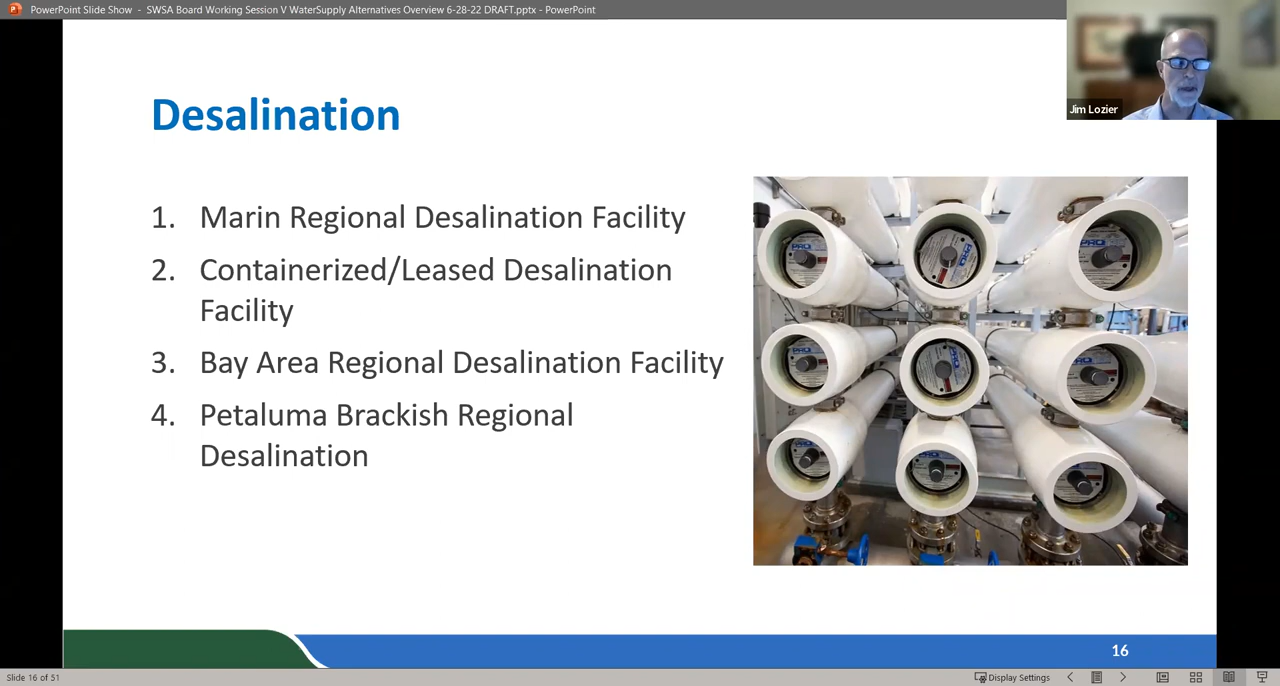 PowerPoint Slide Show - SWSA Board Working Session V WaterSupply Alternatives Overview 6-28-22 DRAFT.pptx - PowerPoint
Jim Lozier
Desalination
1. Marin Regional Desalination Facility
2. Containerized/Leased Desalination
Facility
3. Bay Area Regional Desalination Facility
4. Petaluma Brackish Regional
Desalination
16
Slide 16 of 51
Display Settings